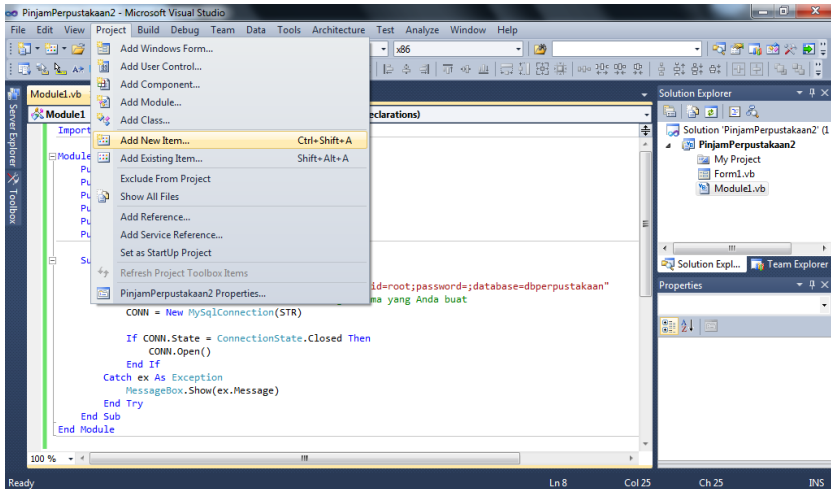 PinjamPerpustakaan2 - Microsoft Visual Studio
File Edit View Project Build Debug Team Data Tools Architecture Test Analyze Window Help
x86
Module1.vb
Module1
eclarations)
Import
Module
Pu
Pu
Pu
Pu
Pu
Pu
Su
id=root;password=;database=dbperpustakaan"
ma yang Anda buat
CONN = New MySqlConnection(STR)
If CONN.State = ConnectionState.Closed Then
CONN.Open()
End If
Catch ex As Exception
MessageBox.Show(ex.Message)
End Try
End Sub
End Module
100 %
Add Windows Form...
Add User Control...
Add Component...
Add Module...
Add Class...
Add New Item... Ctrl+Shift+A
Add Existing Item... Shift+Alt+A
Exclude From Project
Show All Files
Add Reference...
Add Service Reference...
Set as StartUp Project
Refresh Project Toolbox Items
PinjamPerpustakaan2 Properties...
Server Explorer
Toolbox
Solution Explorer
Solution 'PinjamPerpustakaan2' (1
PinjamPerpustakaan2
My Project
Form1.vb
Module1.vb
Solution Expl... Team Explorer
Properties
Ready Ln 8 Col 25 Ch 25 INS